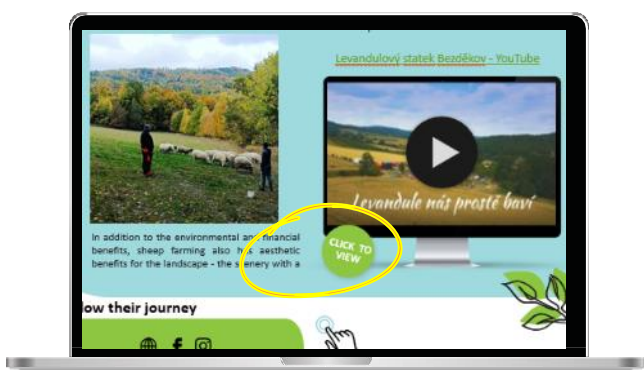 Levandulový statek Bezděkov - YouTube
Levandule nás prostě baví
In addition to the environmental and financial
benefits, sheep farming also has aesthetic
benefits for the landscape - the scenery with a
CLICK TO
VIEW
low their journey